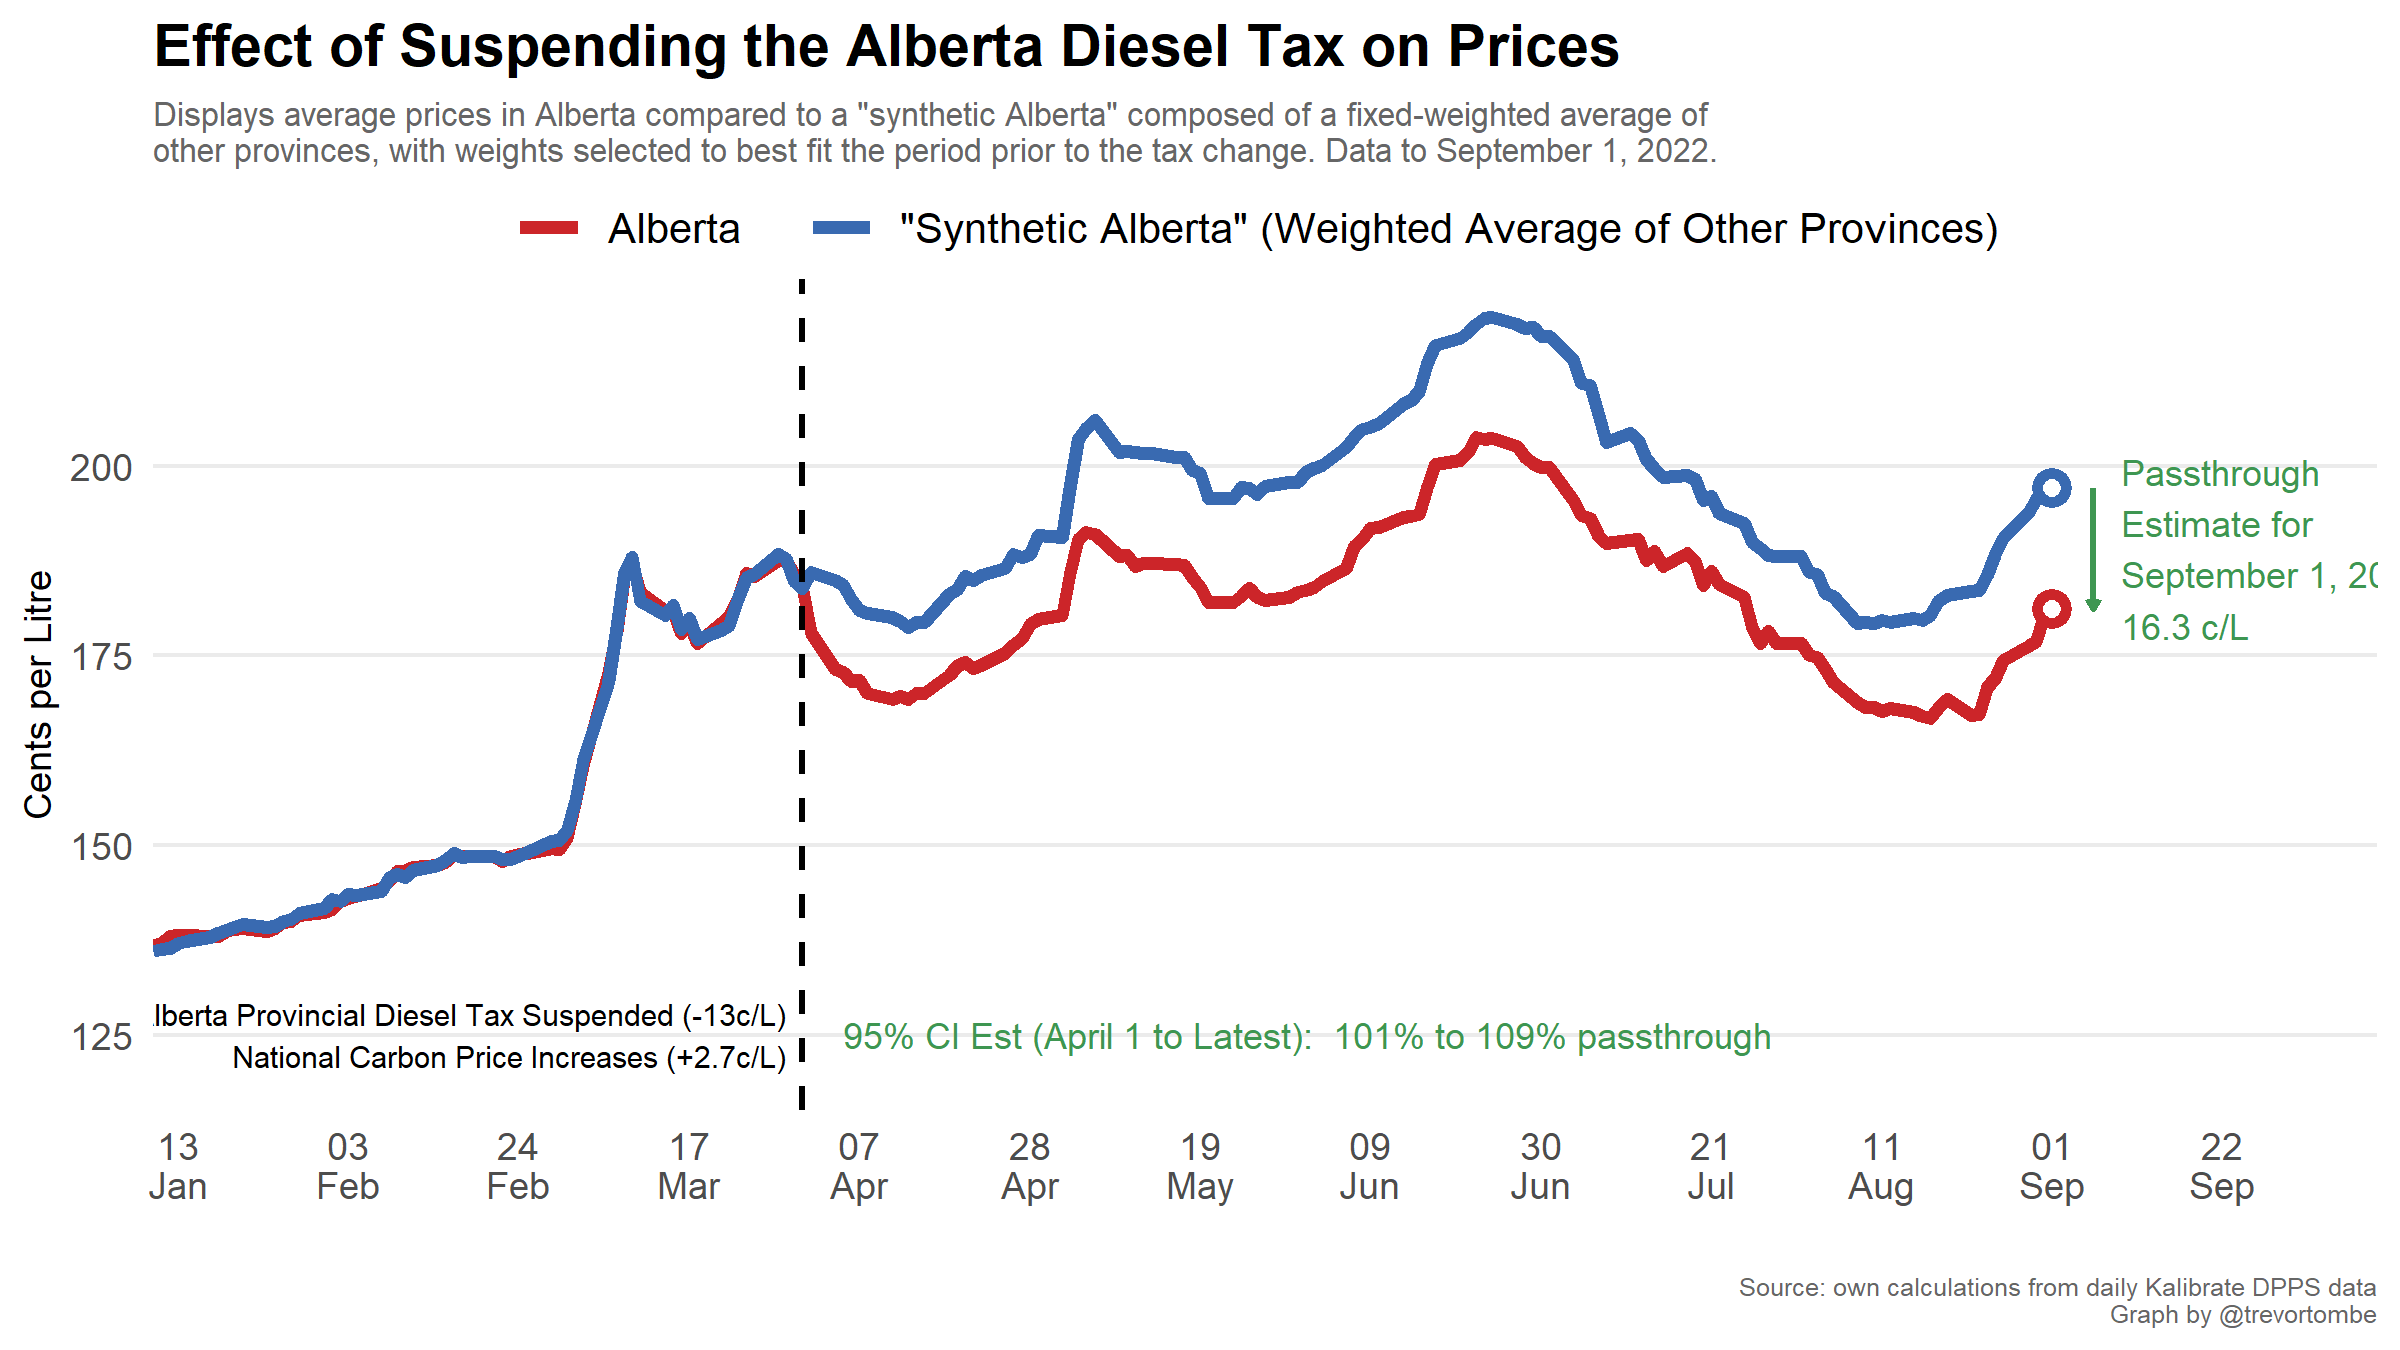 Effect of Suspending the Alberta Diesel Tax on Prices
Displays average prices in Alberta compared to a "synthetic Alberta" composed of a fixed-weighted average of
other provinces, with weights selected to best fit the period prior to the tax change. Data to September 1, 2022.
Alberta
"Synthetic Alberta" (Weighted Average of Other Provinces)
Cents per Litre
200
175
150
125
Passthrough
Estimate for
September 1, 20
16.3 c/L
lberta Provincial Diesel Tax Suspended (-13c/L)
National Carbon Price Increases (+2.7c/L)
95% CI Est (April 1 to Latest): 101% to 109% passthrough
13 03 24 17 07 28 19 09 30 21 11 01 22
Jan Feb Feb Mar Apr Apr May Jun Jun Jul Aug Sep Sep
Source: own calculations from daily Kalibrate DPPS data
Graph by @trevortombe